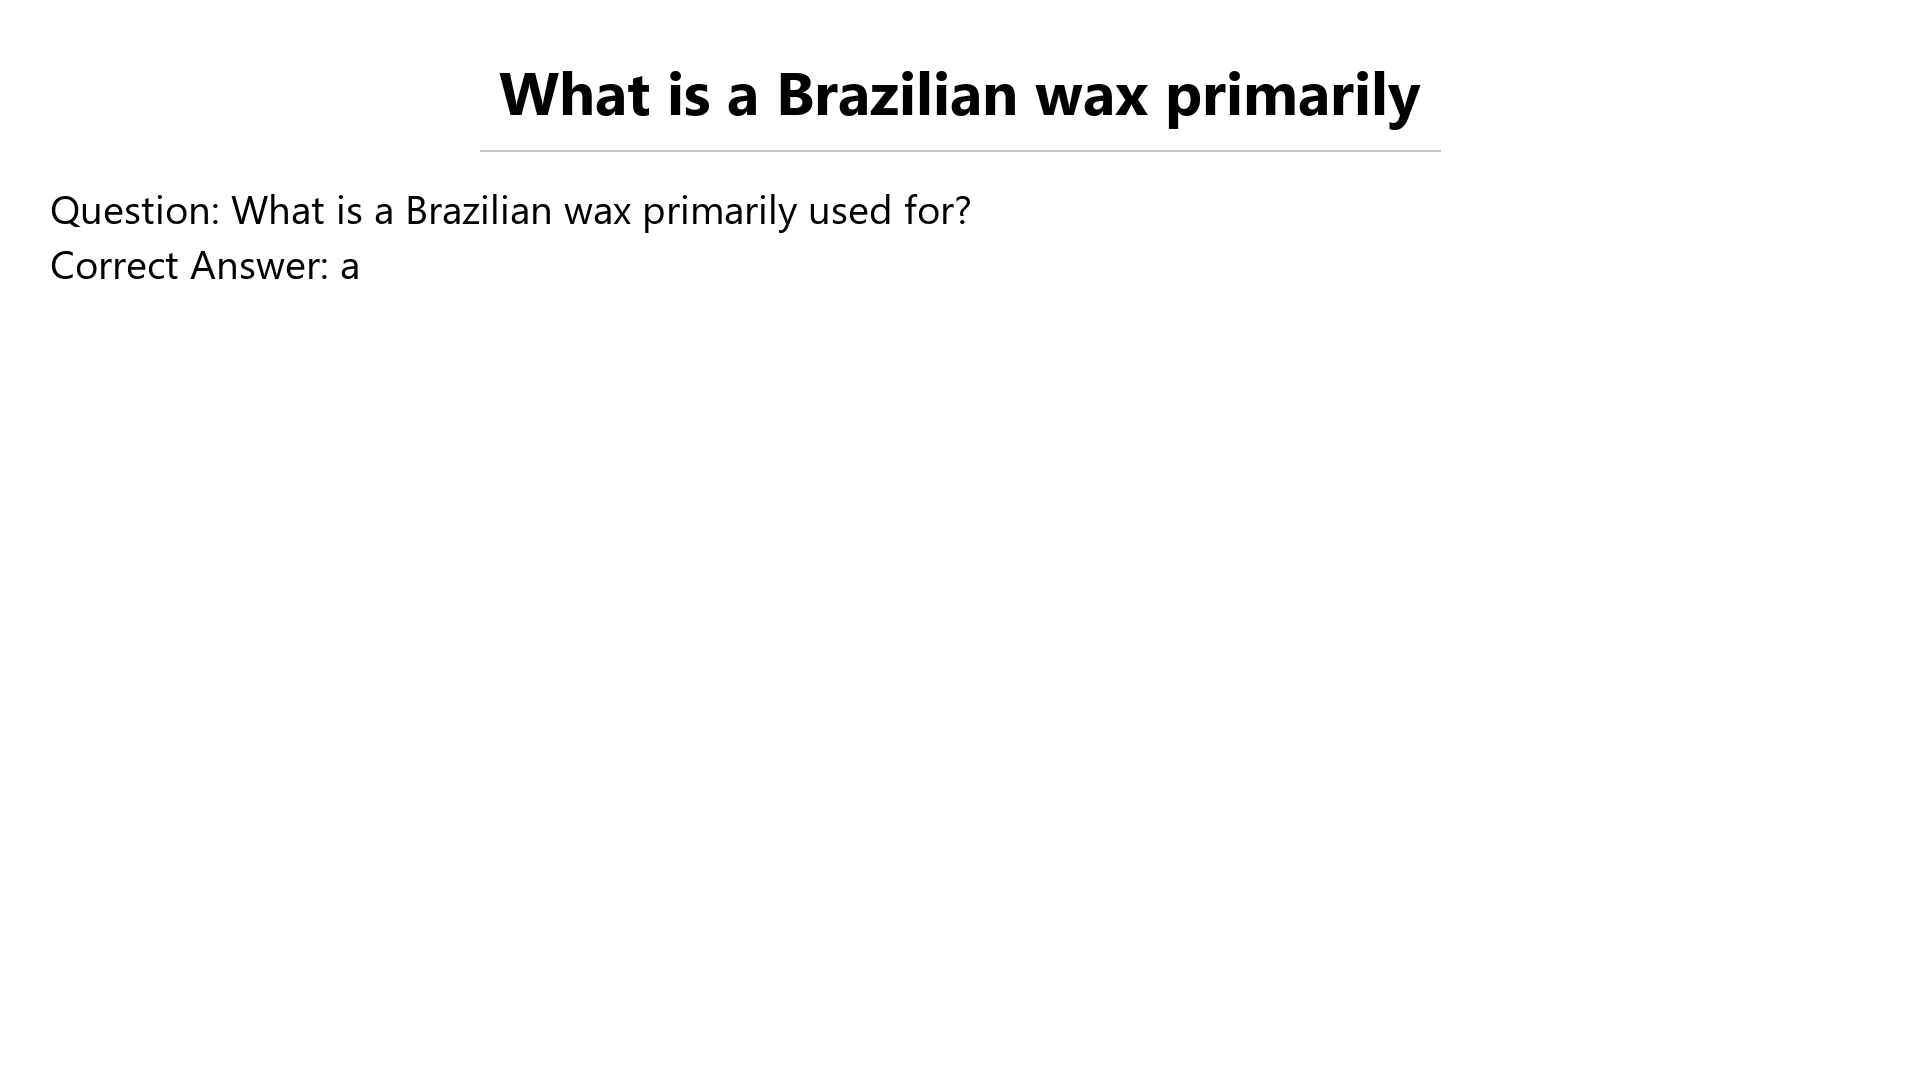 What is a Brazilian wax primarily
Question: What is a Brazilian wax primarily used for?
Correct Answer: a